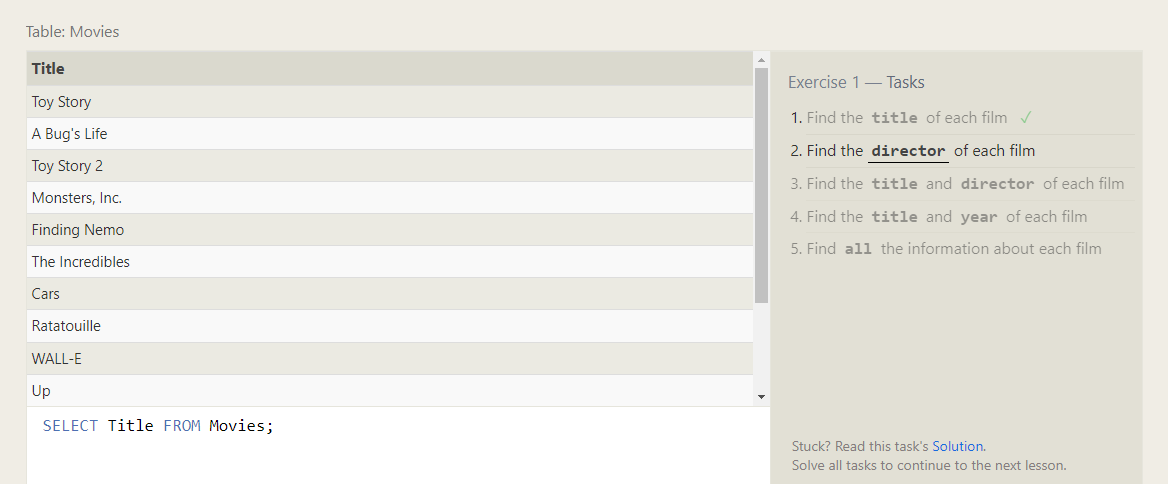 Table: Movies
Title
Toy Story
A Bug's Life
Toy Story 2
Monsters, Inc.
Finding Nemo
The Incredibles
Cars
Ratatouille
WALL-E
Up
SELECT Title FROM Movies;
Exercise 1 — Tasks
1. Find the title of each film ✓
2. Find the director of each film
3. Find the title and director of each film
4. Find the title and year of each film
5. Find all the information about each film
Stuck? Read this task's Solution.
Solve all tasks to continue to the next lesson.